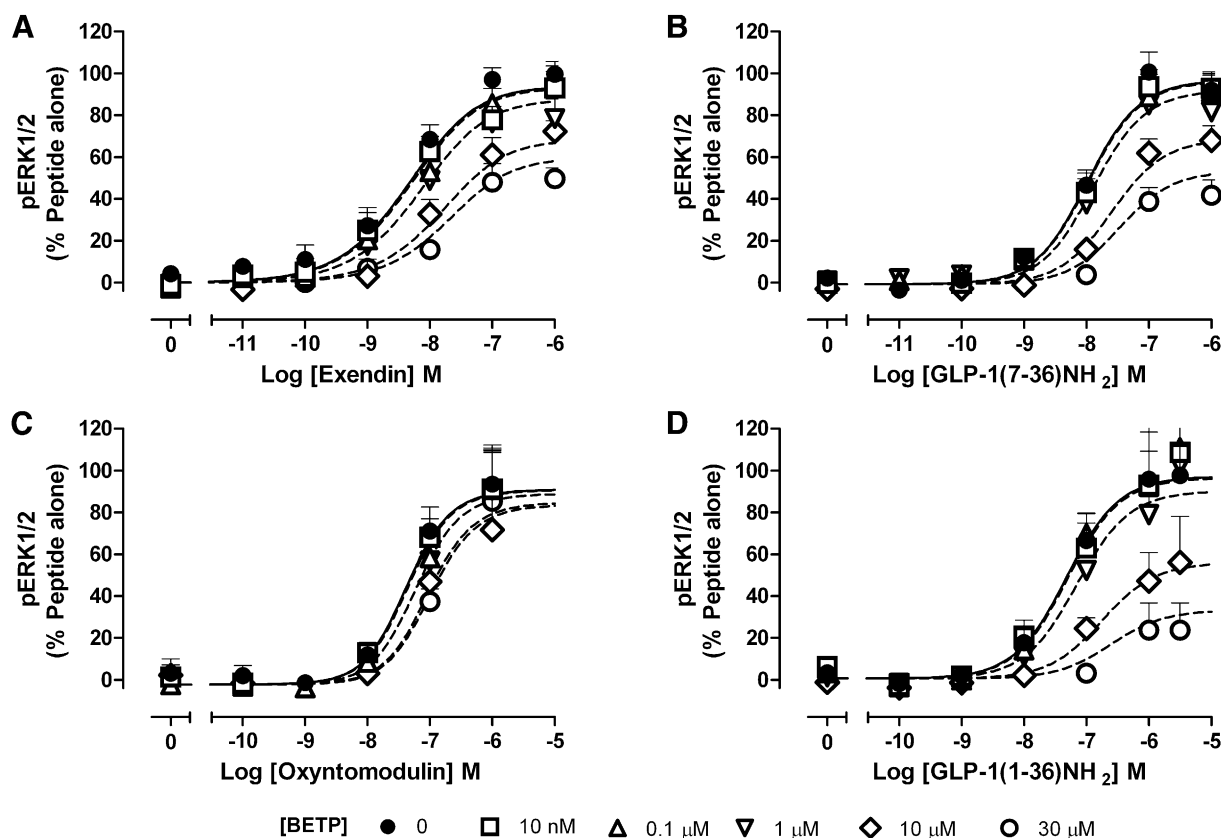 A
pERK1/2
(% Peptide alone)
120
100
80
60
40
20
0
0 -11 -10 -9 -8 -7 -6
Log [Exendin] M
B
pERK1/2
(% Peptide alone)
120
100
80
60
40
20
0
0 -11 -10 -9 -8 -7 -6
Log [GLP-1(7-36)NH2] M
C
pERK1/2
(% Peptide alone)
120
100
80
60
40
20
0
0 -10 -9 -8 -7 -6 -5
Log [Oxyntomodulin] M
D
pERK1/2
(% Peptide alone)
120
100
80
60
40
20
0
0 -10 -9 -8 -7 -6 -5
Log [GLP-1(1-36)NH2] M
[BETP] 0 10 nM 0.1 μM 1 μM 10 μM 30 μM